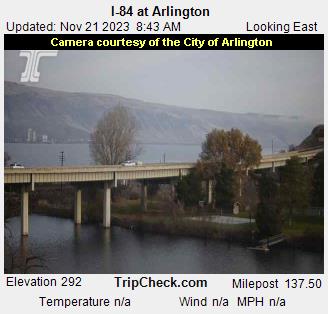 I-84 at Arlington
Updated: Nov 21 2023 8:43 AM Looking East
Camera courtesy of the City of Arlington
Elevation 292 TripCheck.com Milepost 137.50
Temperature n/a Wind n/a MPH n/a